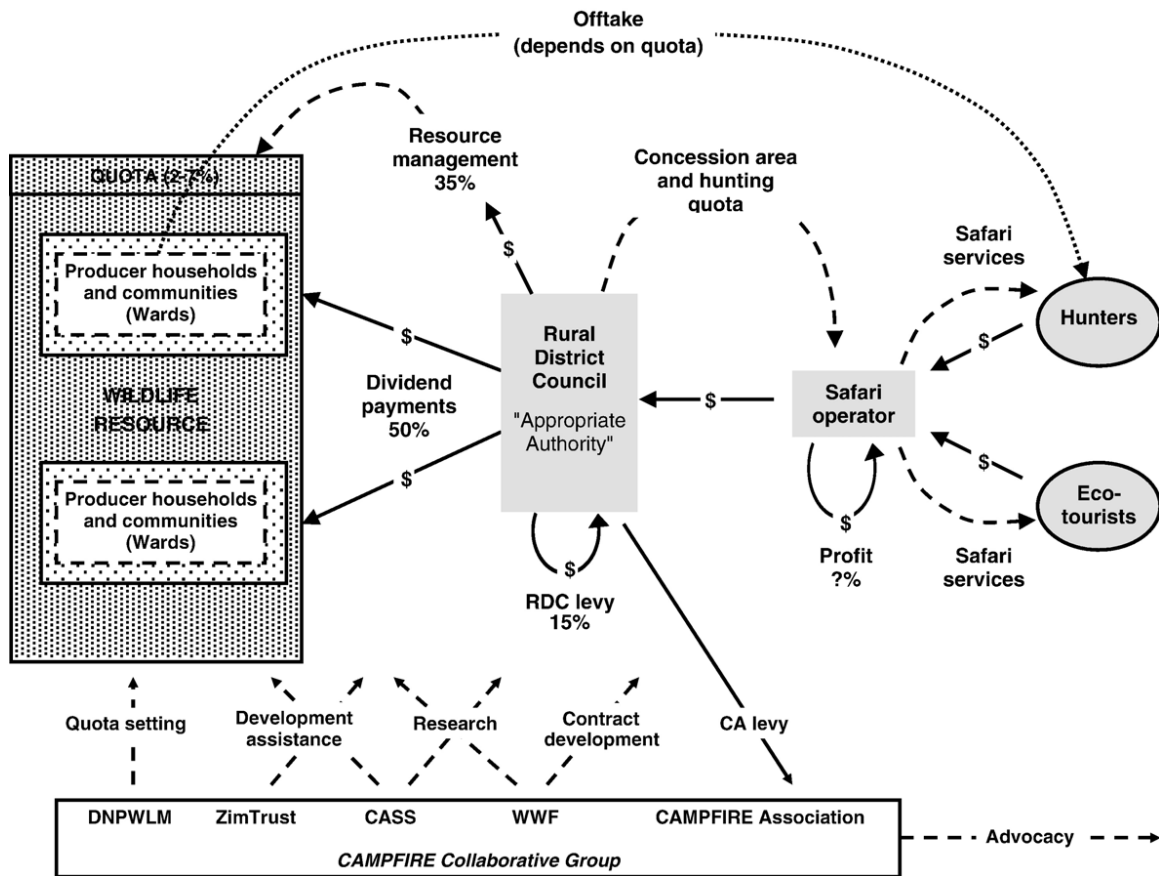 Offtake
(depends on quota)
Resource
management
35%
Concession area
and hunting
quota
QUOTA (2-7%)
$
Safari
services
Producer households
and communities
(Wards)
$
Rural
District
Council
"Appropriate
Authority"
Hunters
$
Dividend
payments
50%
WILDLIFE
RESOURCE
$
Safari
operator
$
$
Producer households
and communities
(Wards)
Eco-
tourists
$
Profit
?%
Safari
services
$
RDC levy
15%
Quota setting
Development
assistance
Research
Contract
development
CA levy
DNPWLM
ZimTrust
CASS
WWF
CAMPFIRE Association
CAMPFIRE Collaborative Group
Advocacy